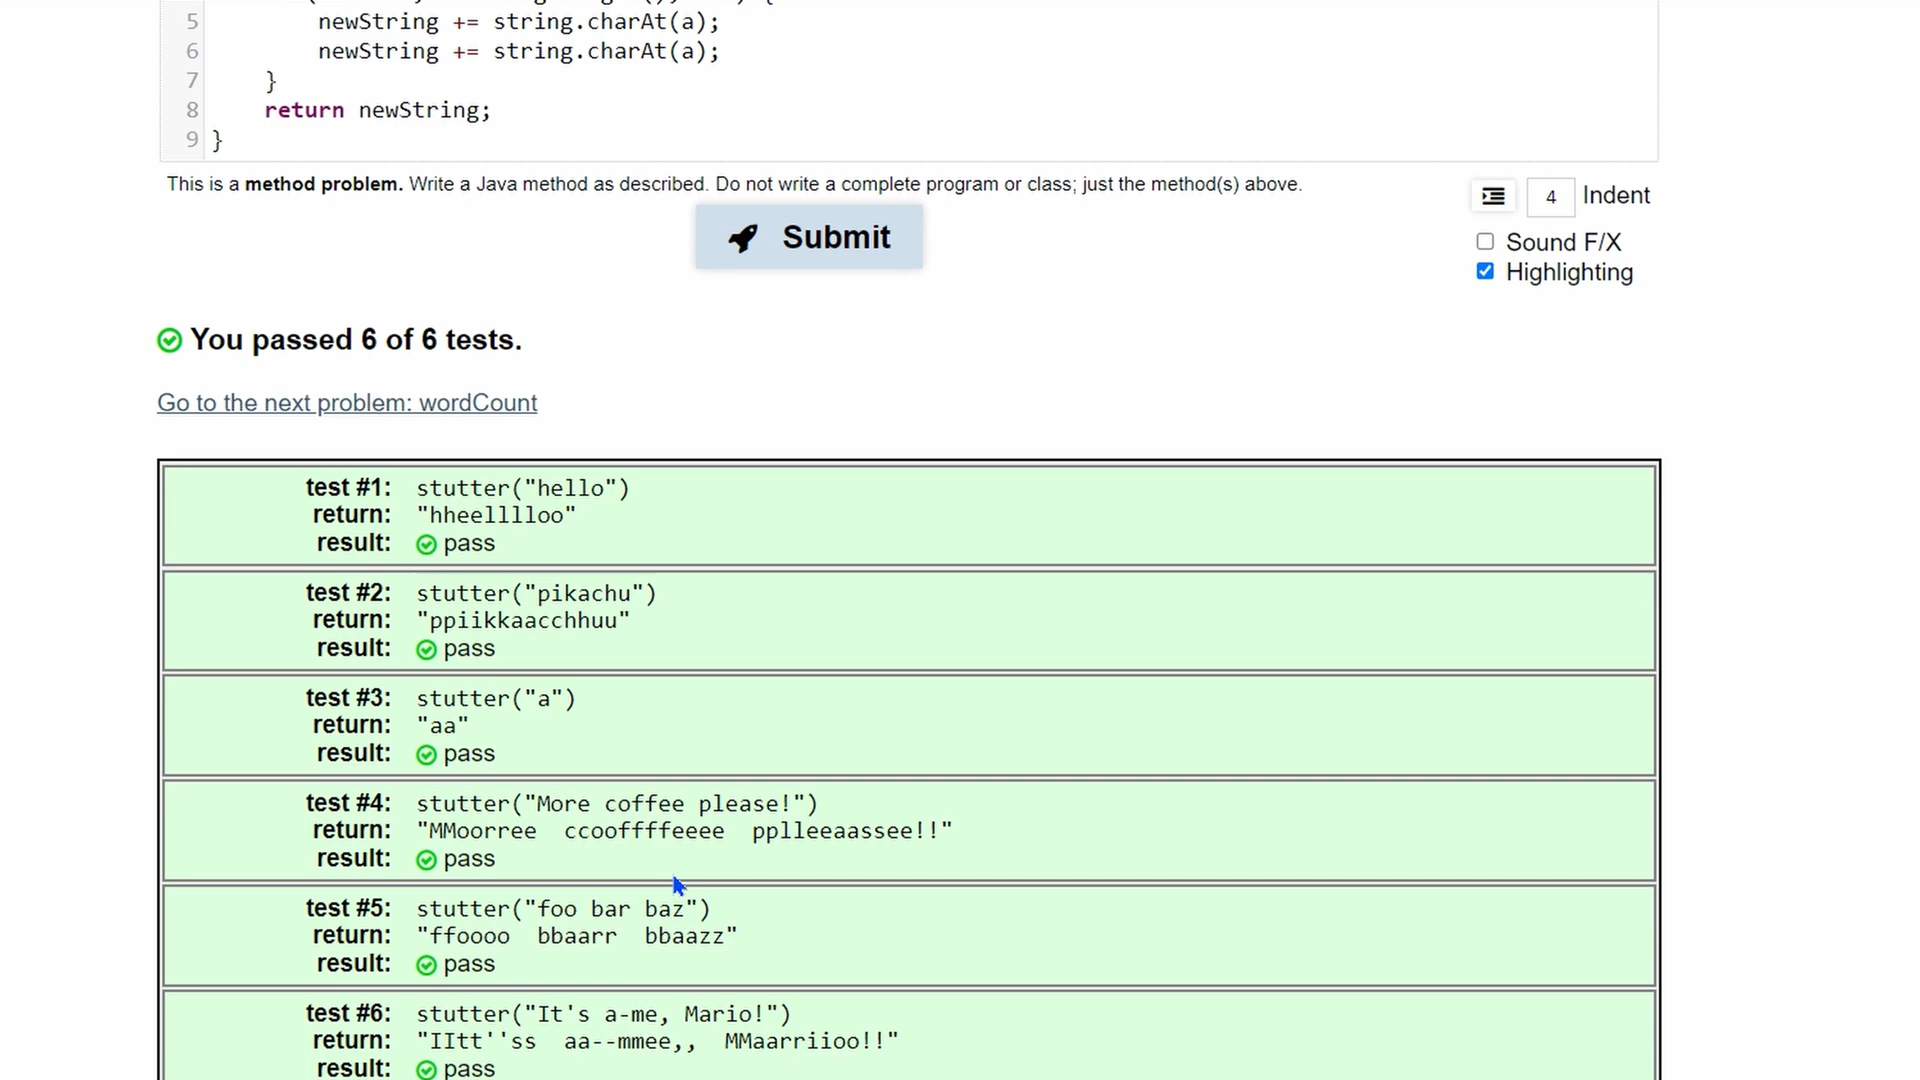 5 newString += string.charAt(a);
6 newString += string.charAt(a);
7 }
8 return newString;
9 }
This is a method problem. Write a Java method as described. Do not write a complete program or class; just the method(s) above.
4 Indent
Submit
Sound F/X
Highlighting
You passed 6 of 6 tests.
Go to the next problem: wordCount
test #1: stutter("hello")
return: "hheelllloo"
result: pass
test #2: stutter("pikachu")
return: "ppiikkaacchhuu"
result: pass
test #3: stutter("a")
return: "aa"
result: pass
test #4: stutter("More coffee please!")
return: "MMoorree  ccooffffeeee  pplleeaassee!!"
result: pass
test #5: stutter("foo bar baz")
return: "ffoooo  bbaarr  bbaazz"
result: pass
test #6: stutter("It's a-me, Mario!")
return: "IItt''ss  aa--mmee,,  MMaarriioo!!"
result: pass